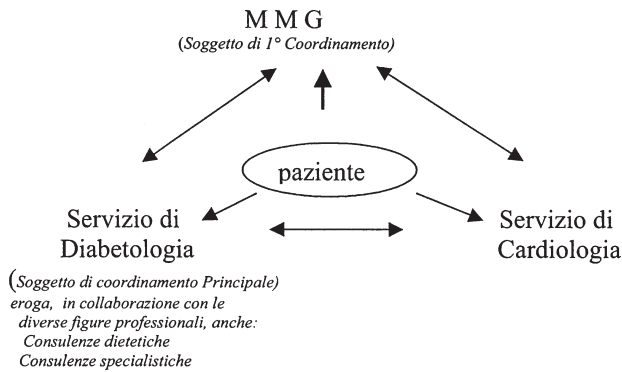 M M G
(Soggetto di 1° Coordinamento)
paziente
Servizio di
Diabetologia
(Soggetto di coordinamento Principale)
eroga, in collaborazione con le
diverse figure professionali, anche:
Consulenze dietetiche
Consulenze specialistiche
Servizio di
Cardiologia